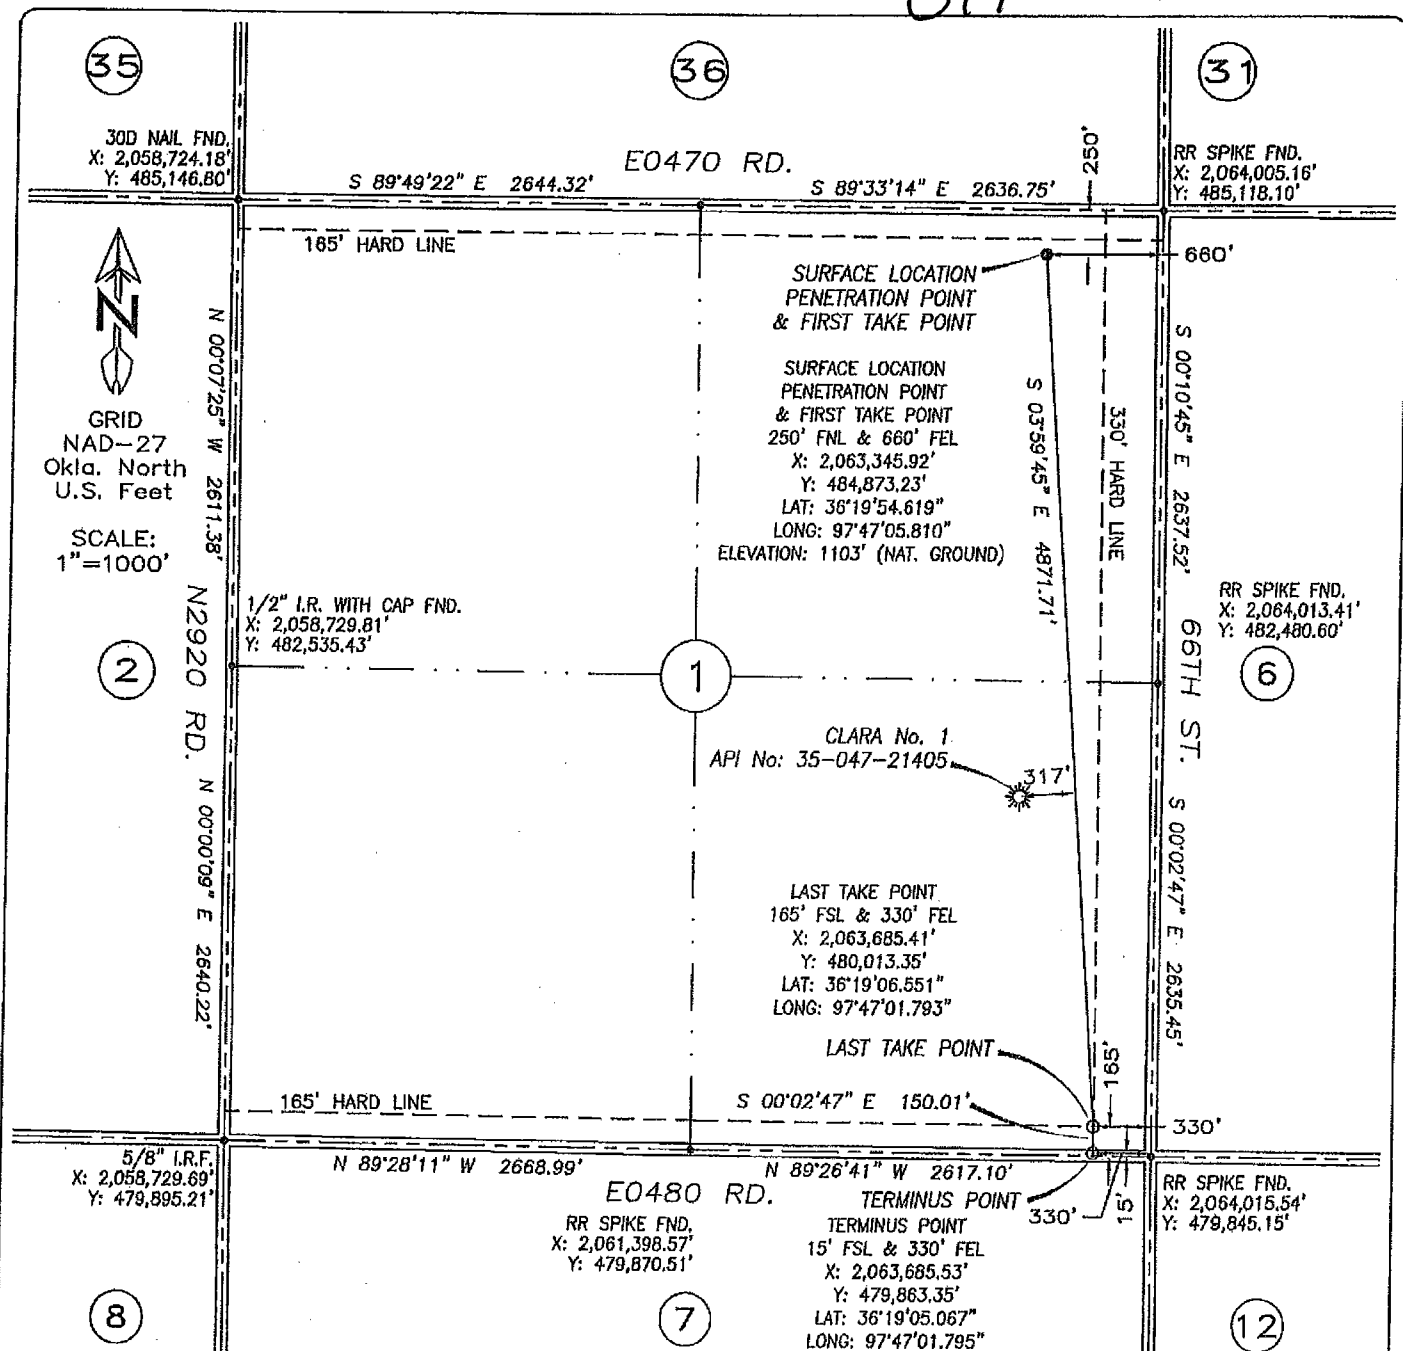 35
36
31
30D NAIL FND.
X: 2,058,724.18'
Y: 485,146.80'
E0470 RD.
S 89°49'22" E 2644.32'
S 89°33'14" E 2636.75'
250'
RR SPIKE FND.
X: 2,064,005.16'
Y: 485,118.10'
165' HARD LINE
660'
SURFACE LOCATION
PENETRATION POINT
& FIRST TAKE POINT
N
GRID
NAD-27
Okla. North
U.S. Feet
SCALE:
1"=1000'
N 00°07'25" W 2611.38'
SURFACE LOCATION
PENETRATION POINT
& FIRST TAKE POINT
250' FNL & 660' FEL
X: 2,063,345.92'
Y: 484,873.23'
LAT: 36°19'54.619"
LONG: 97°47'05.810"
ELEVATION: 1103' (NAT. GROUND)
S 03°59'45" E 4871.71'
330' HARD LINE
S 00°10'45" E 2637.52'
N2920 RD.
1/2" I.R. WITH CAP FND.
X: 2,058,729.81'
Y: 482,535.43'
RR SPIKE FND.
X: 2,064,013.41'
Y: 482,480.60'
66TH ST.
2
1
6
CLARA No. 1
API No: 35-047-21405
317'
N 00°00'09" E 2640.22'
S 00°02'47" E 2635.45'
LAST TAKE POINT
165' FSL & 330' FEL
X: 2,063,685.41'
Y: 480,013.35'
LAT: 36°19'06.551"
LONG: 97°47'01.793"
LAST TAKE POINT
165'
165' HARD LINE
S 00°02'47" E 150.01'
330'
5/8" I.R.F.
X: 2,058,729.69'
Y: 479,895.21'
N 89°28'11" W 2668.99'
N 89°26'41" W 2617.10'
E0480 RD.
TERMINUS POINT
330'
15'
RR SPIKE FND.
X: 2,064,015.54'
Y: 479,845.15'
RR SPIKE FND.
X: 2,061,398.57'
Y: 479,870.51'
TERMINUS POINT
15' FSL & 330' FEL
X: 2,063,685.53'
Y: 479,863.35'
LAT: 36°19'05.067"
LONG: 97°47'01.795"
8
7
12